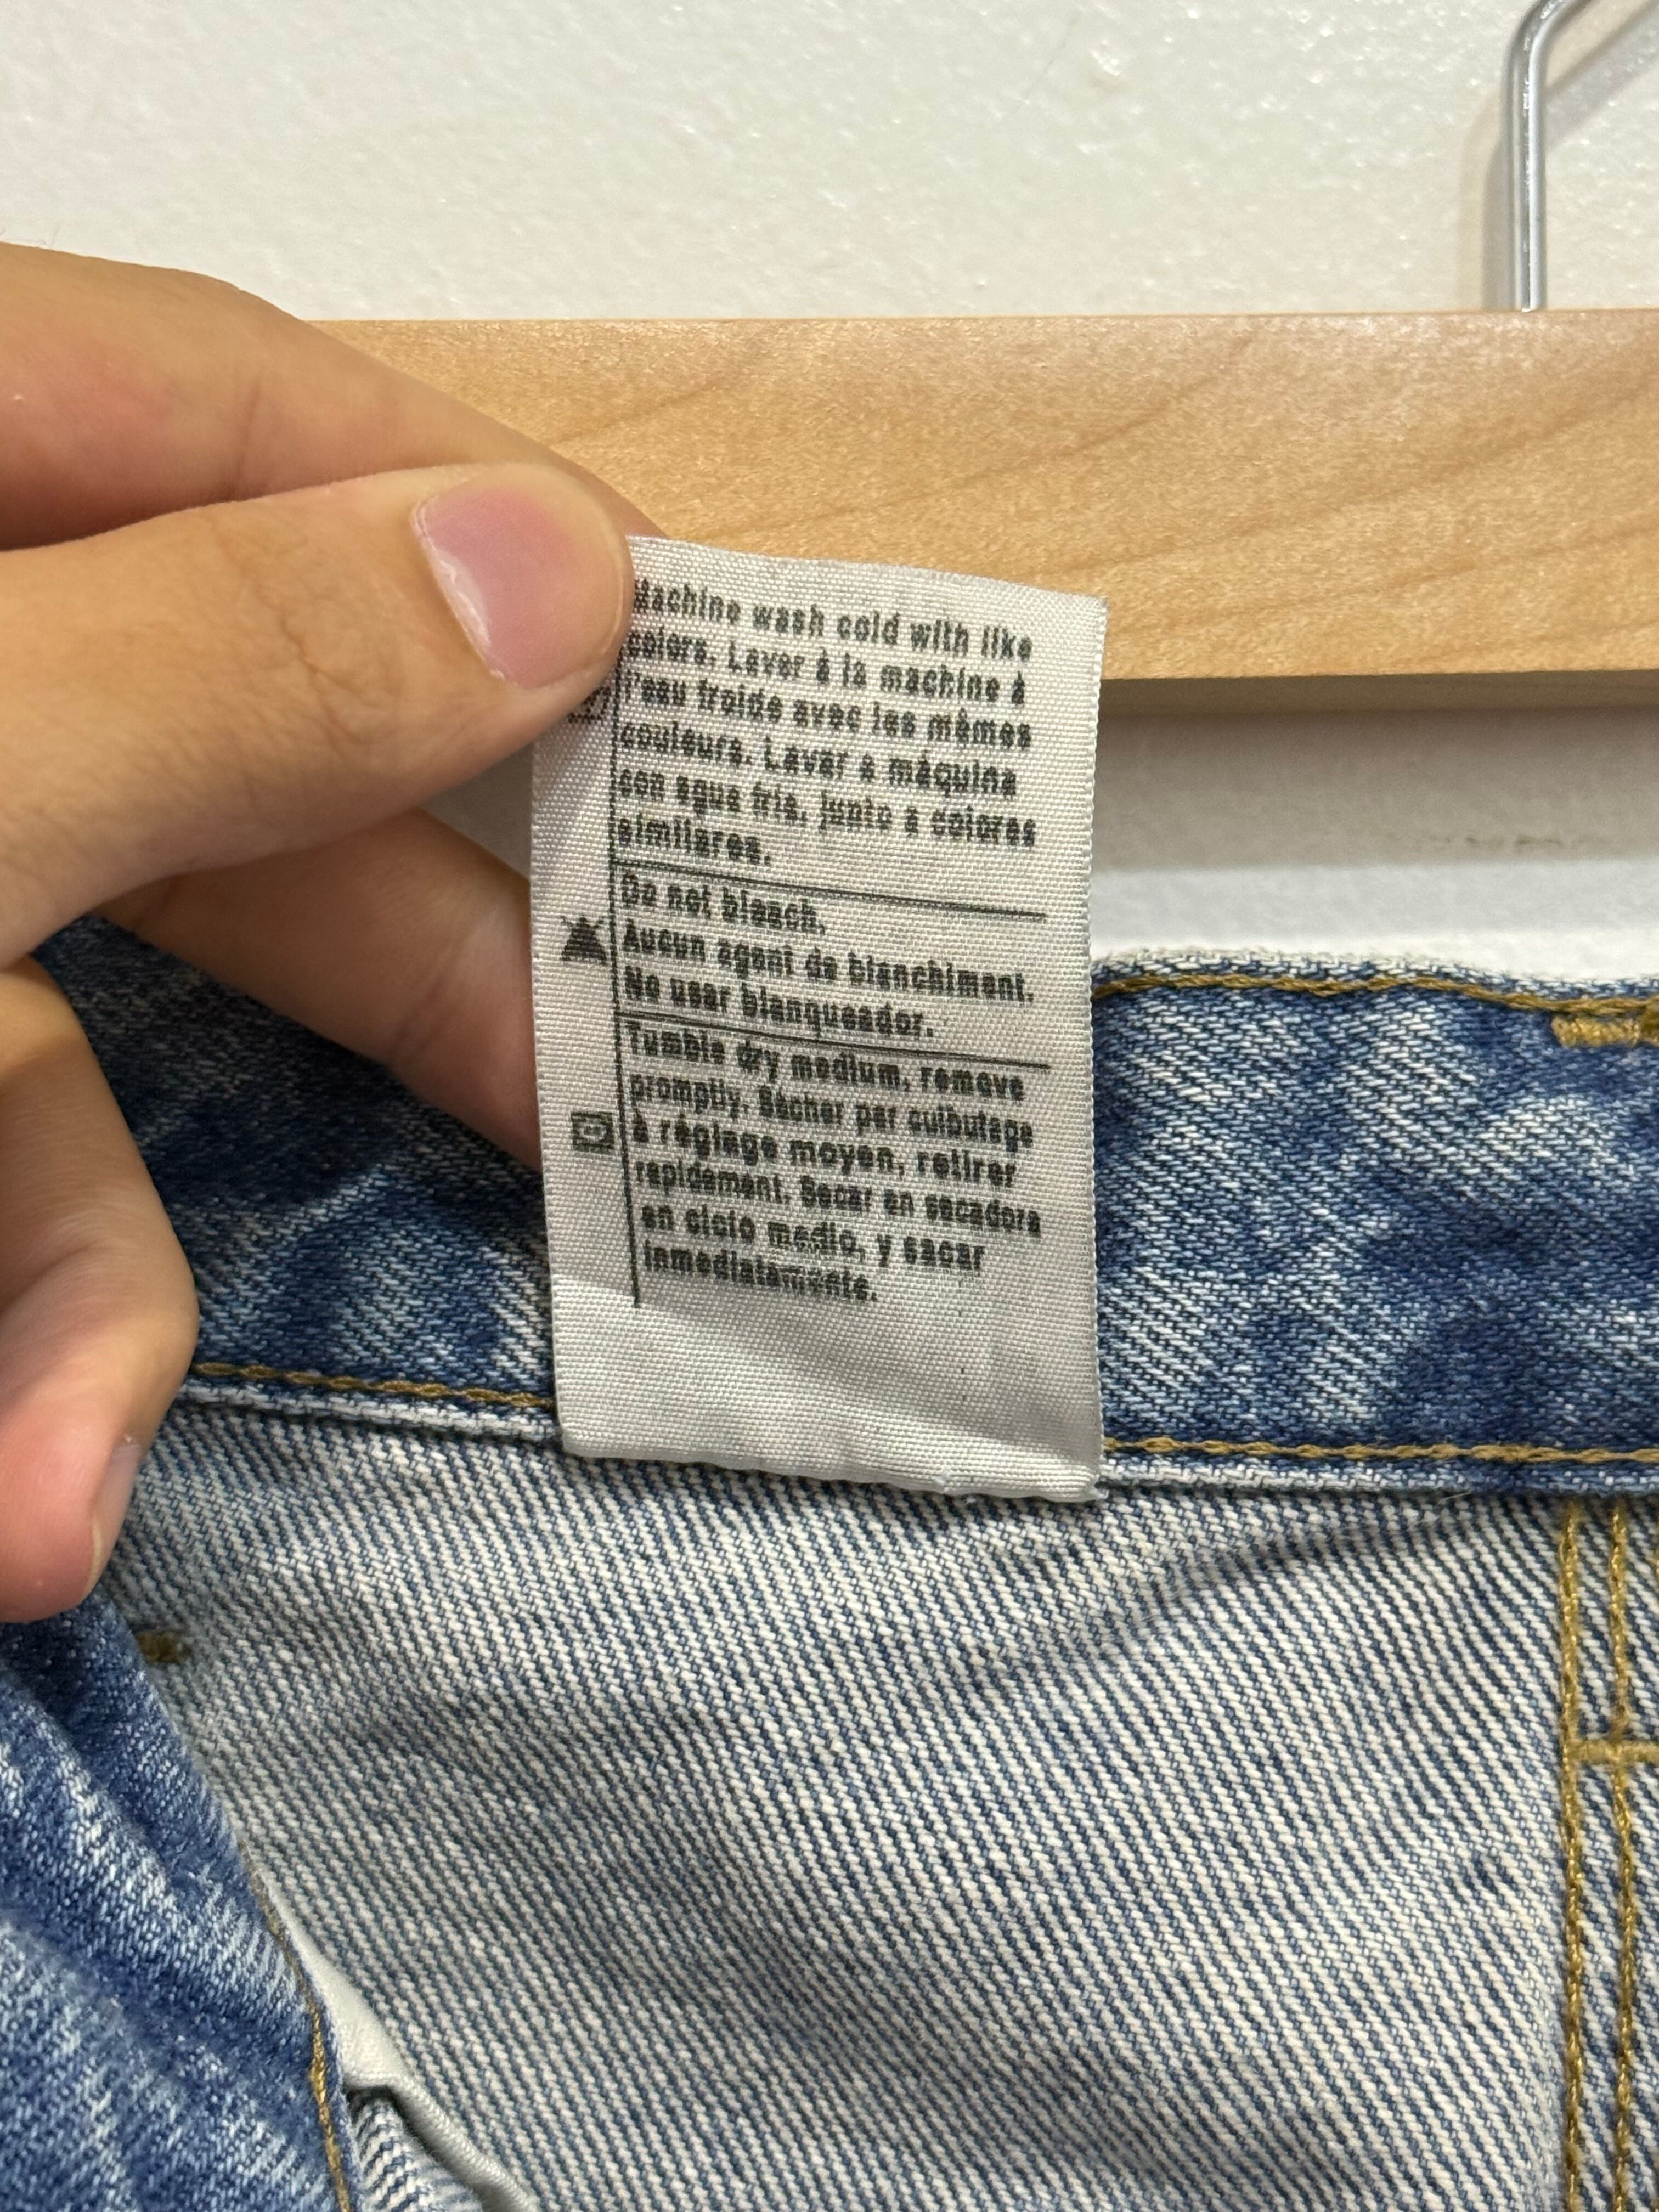 Machine wash cold with like
colors. Laver à la machine à
l'eau froide avec les mêmes
couleurs. Lavar a máquina
con agua fría, junto a colores
similares.
Do not bleach.
Aucun agent de blanchiment.
No usar blanqueador.
Tumble dry medium, remove
promptly. Sécher par culbutage
à réglage moyen, retirer
rapidement. Secar en secadora
en ciclo medio, y sacar
inmediatamente.